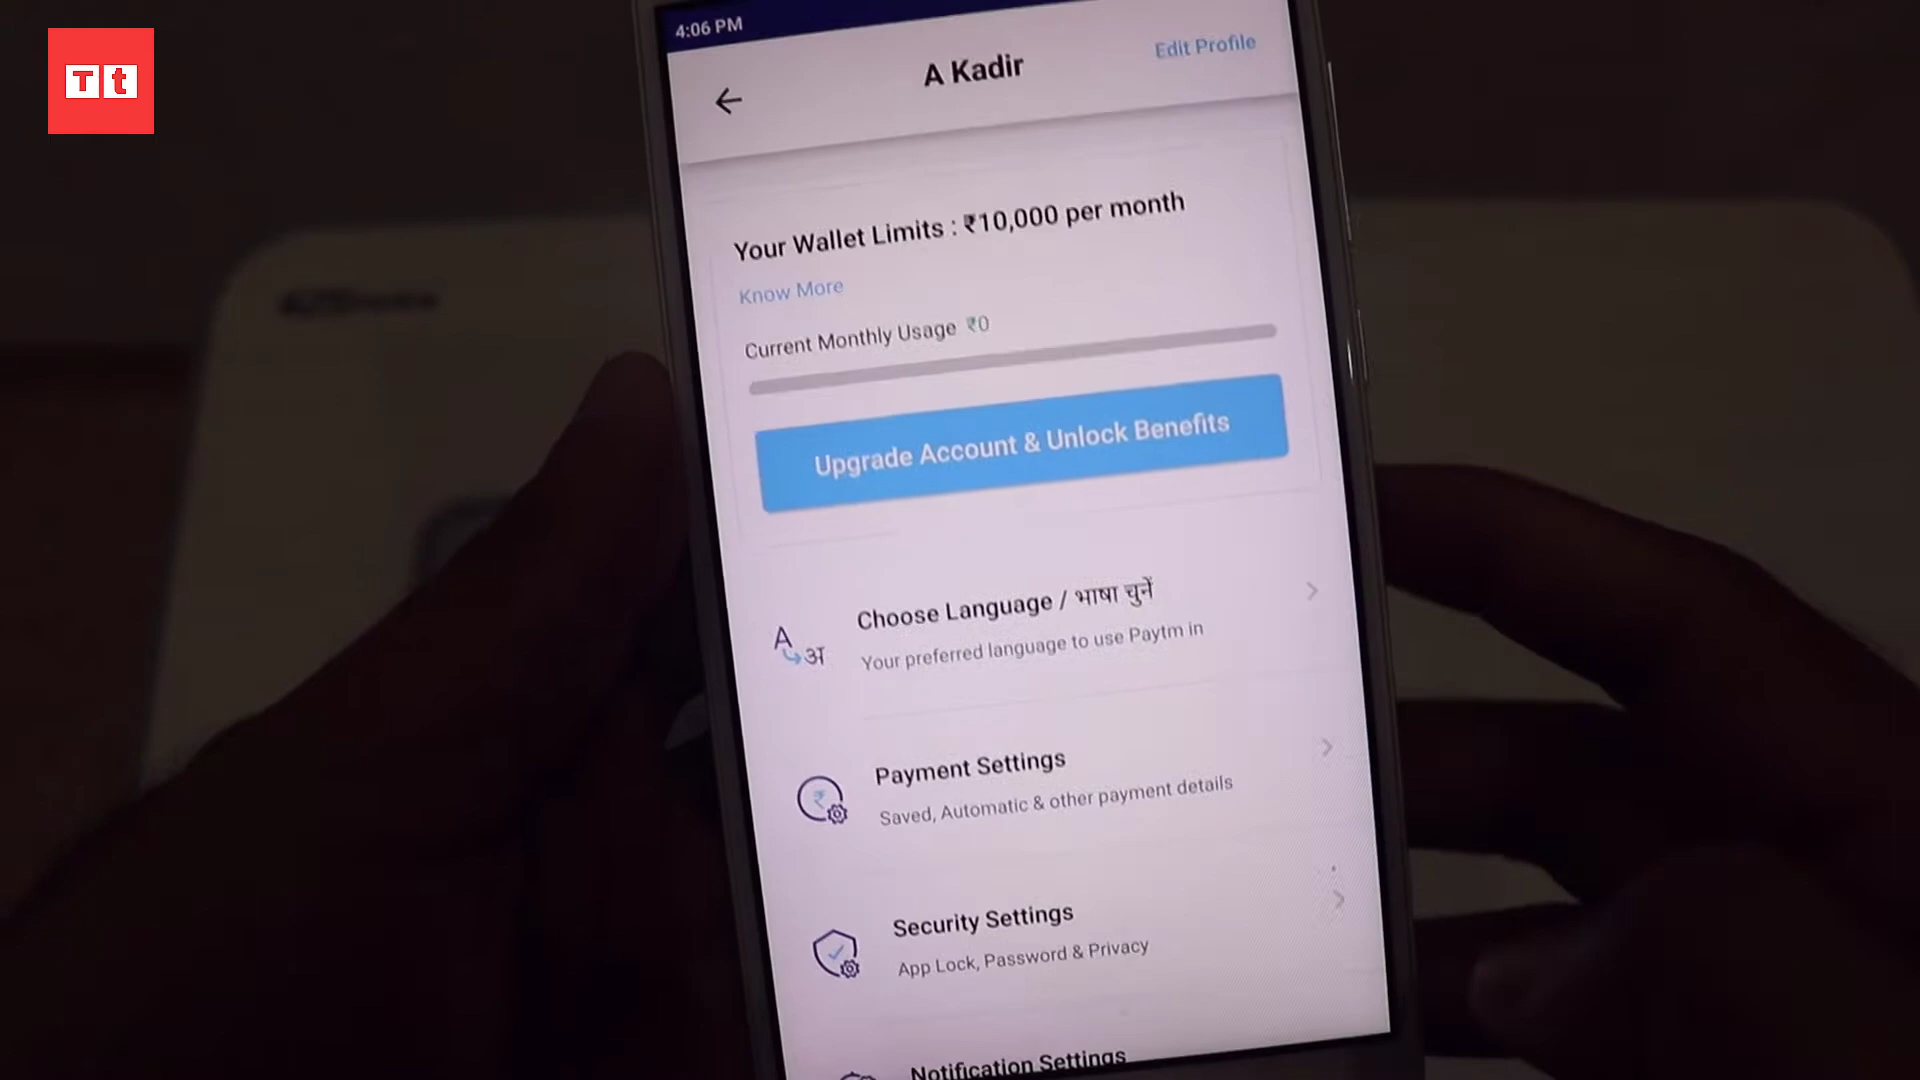 Tt
4:06 PM
A Kadir
Edit Profile
Your Wallet Limits : ₹10,000 per month
Know More
Current Monthly Usage ₹0
Upgrade Account & Unlock Benefits
A
अ
Choose Language / भाषा चुनें
Your preferred language to use Paytm in
₹
Payment Settings
Saved, Automatic & other payment details
Security Settings
App Lock, Password & Privacy
Notification Settings